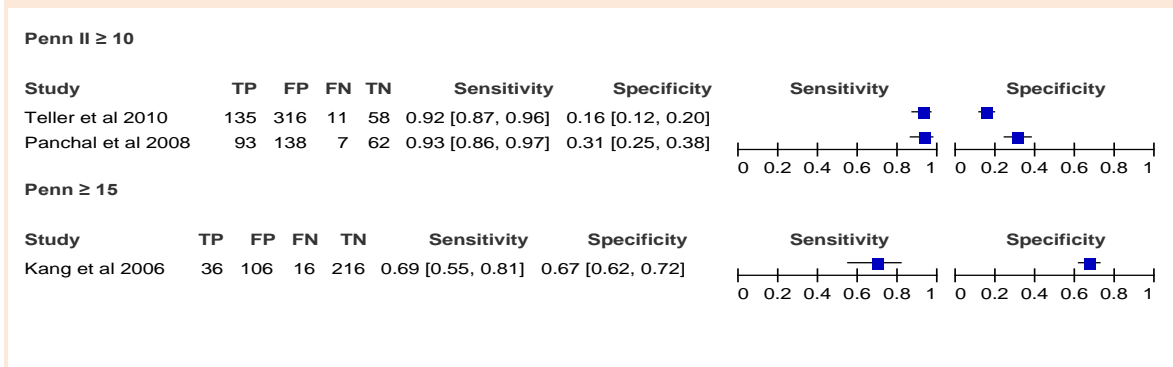 Penn II ≥ 10
Study TP FP FN TN Sensitivity Specificity Sensitivity Specificity
Teller et al 2010 135 316 11 58 0.92 [0.87, 0.96] 0.16 [0.12, 0.20]
Panchal et al 2008 93 138 7 62 0.93 [0.86, 0.97] 0.31 [0.25, 0.38]
0 0.2 0.4 0.6 0.8 1 0 0.2 0.4 0.6 0.8 1
Penn ≥ 15
Study TP FP FN TN Sensitivity Specificity Sensitivity Specificity
Kang et al 2006 36 106 16 216 0.69 [0.55, 0.81] 0.67 [0.62, 0.72]
0 0.2 0.4 0.6 0.8 1 0 0.2 0.4 0.6 0.8 1